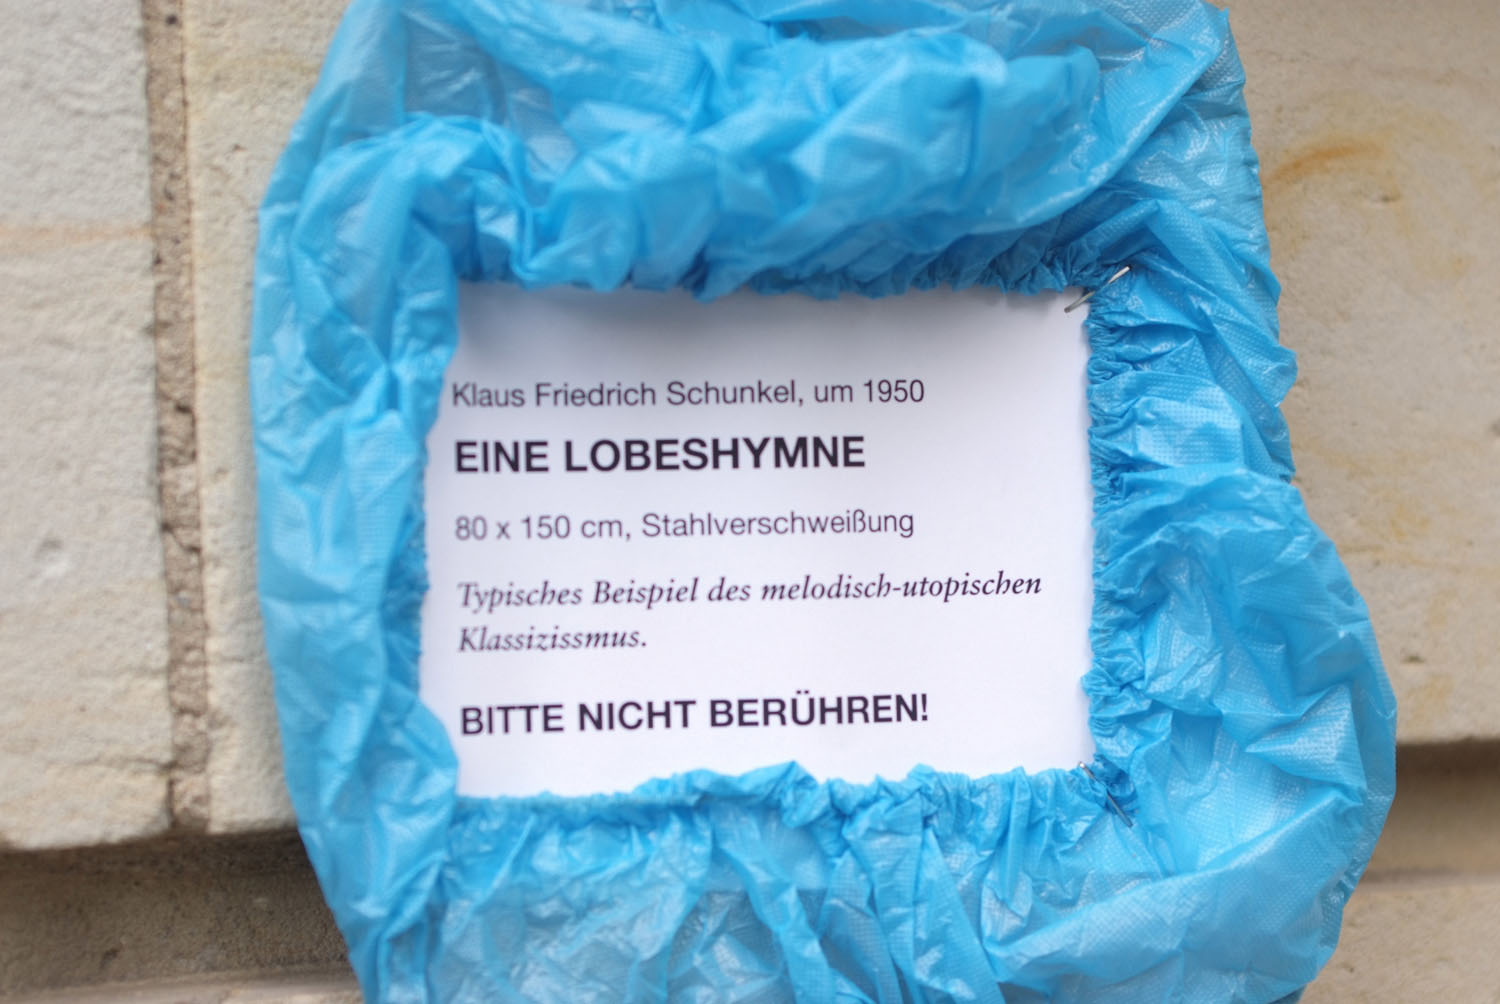 Klaus Friedrich Schunkel, um 1950
EINE LOBESHYMNE
80 x 150 cm, Stahlverschweißung
Typisches Beispiel des melodisch-utopischen
Klassizissmus.
BITTE NICHT BERÜHREN!